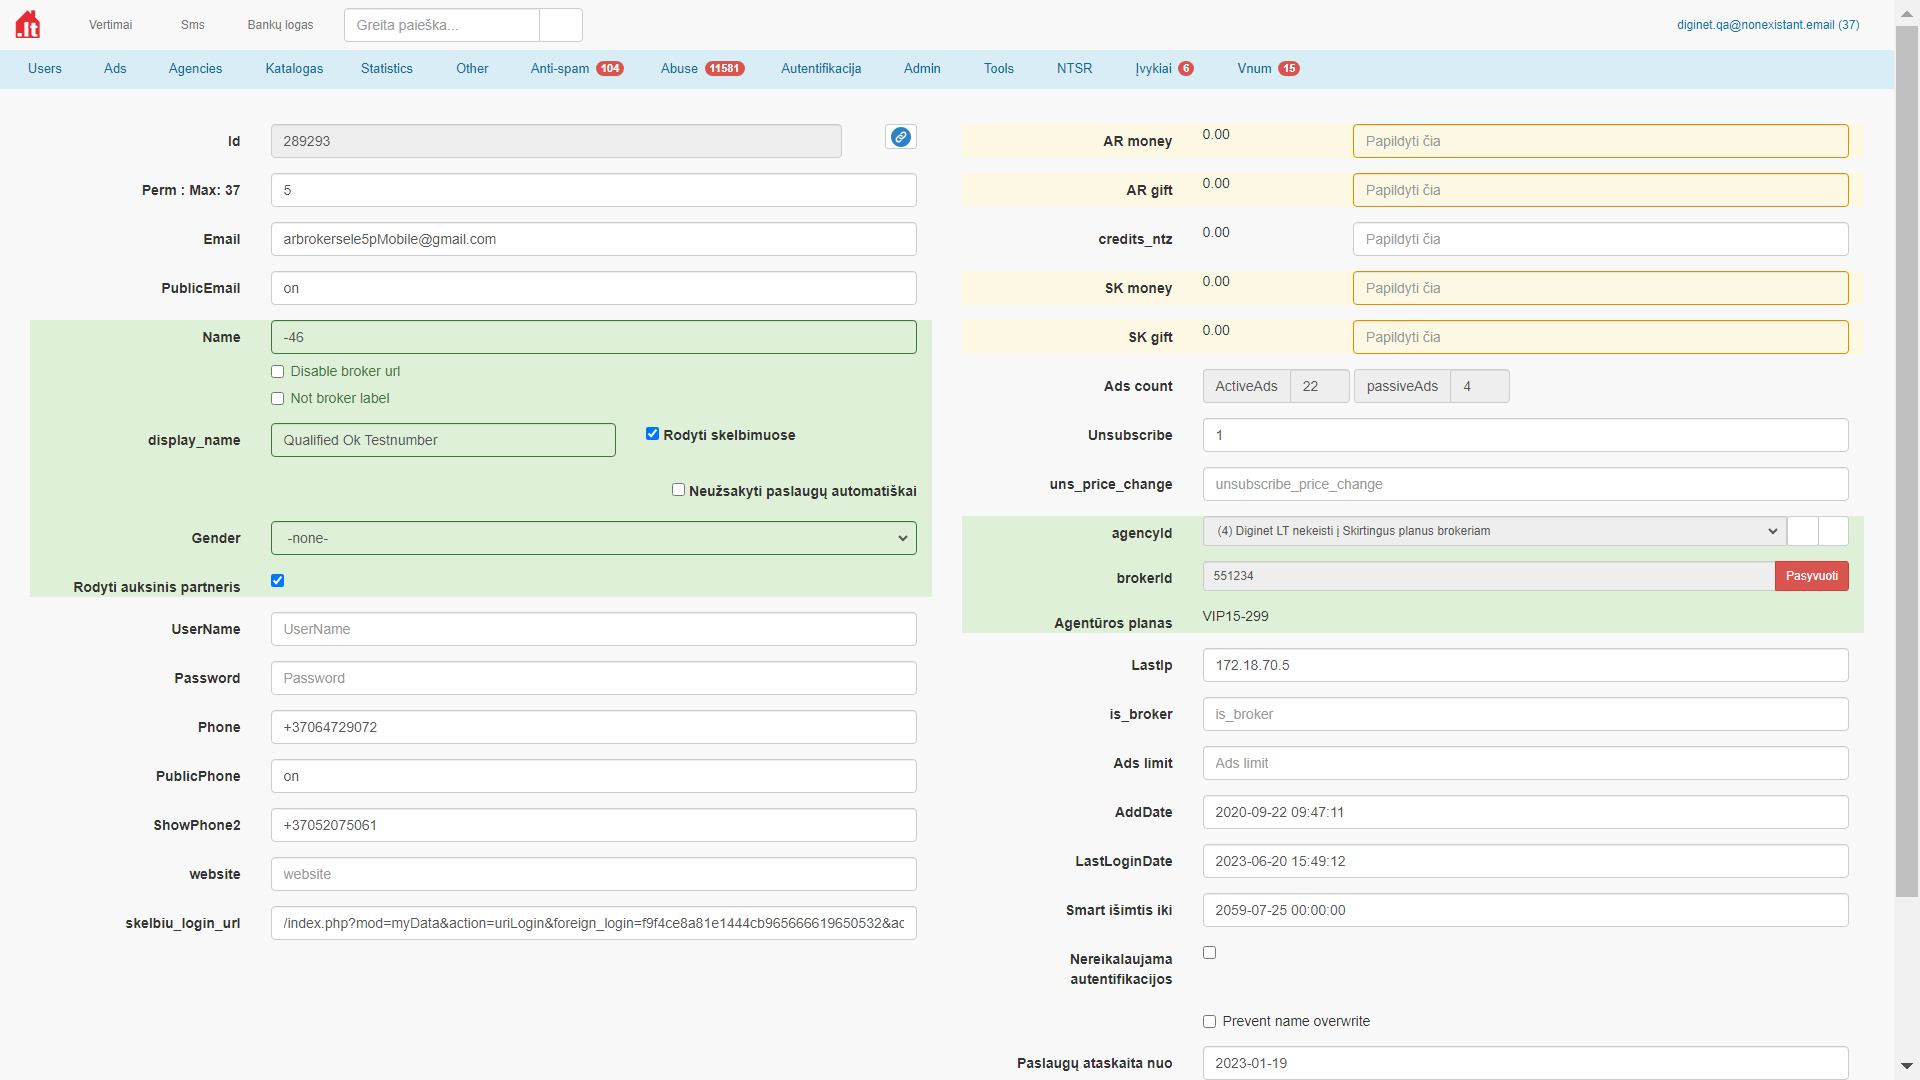 .lt
Vertimai
Sms
Bankų logas
Greita paieška...
diginet.qa@nonexistant.email (37)
Users
Ads
Agencies
Katalogas
Statistics
Other
Anti-spam 104
Abuse 11581
Autentifikacija
Admin
Tools
NTSR
Įvykiai 6
Vnum 15
Id
289293
Perm : Max: 37
5
Email
arbrokersele5pMobile@gmail.com
PublicEmail
on
Name
-46
Disable broker url
Not broker label
display_name
Qualified Ok Testnumber
Rodyti skelbimuose
Neužsakyti paslaugų automatiškai
Gender
-none-
Rodyti auksinis partneris
UserName
UserName
Password
Password
Phone
+37064729072
PublicPhone
on
ShowPhone2
+37052075061
website
website
skelbiu_login_url
/index.php?mod=myData&action=uriLogin&foreign_login=f9f4ce8a81e1444cb965666619650532&ac
AR money
0.00
Papildyti čia
AR gift
0.00
Papildyti čia
credits_ntz
0.00
Papildyti čia
SK money
0.00
Papildyti čia
SK gift
0.00
Papildyti čia
Ads count
ActiveAds 22
passiveAds 4
Unsubscribe
1
uns_price_change
unsubscribe_price_change
agencyId
(4) Diginet LT nekeisti į Skirtingus planus brokeriam
brokerId
551234
Pasyvuoti
Agentūros planas
VIP15-299
LastIp
172.18.70.5
is_broker
is_broker
Ads limit
Ads limit
AddDate
2020-09-22 09:47:11
LastLoginDate
2023-06-20 15:49:12
Smart išimtis iki
2059-07-25 00:00:00
Nereikalaujama
autentifikacijos
Prevent name overwrite
Paslaugų ataskaita nuo
2023-01-19